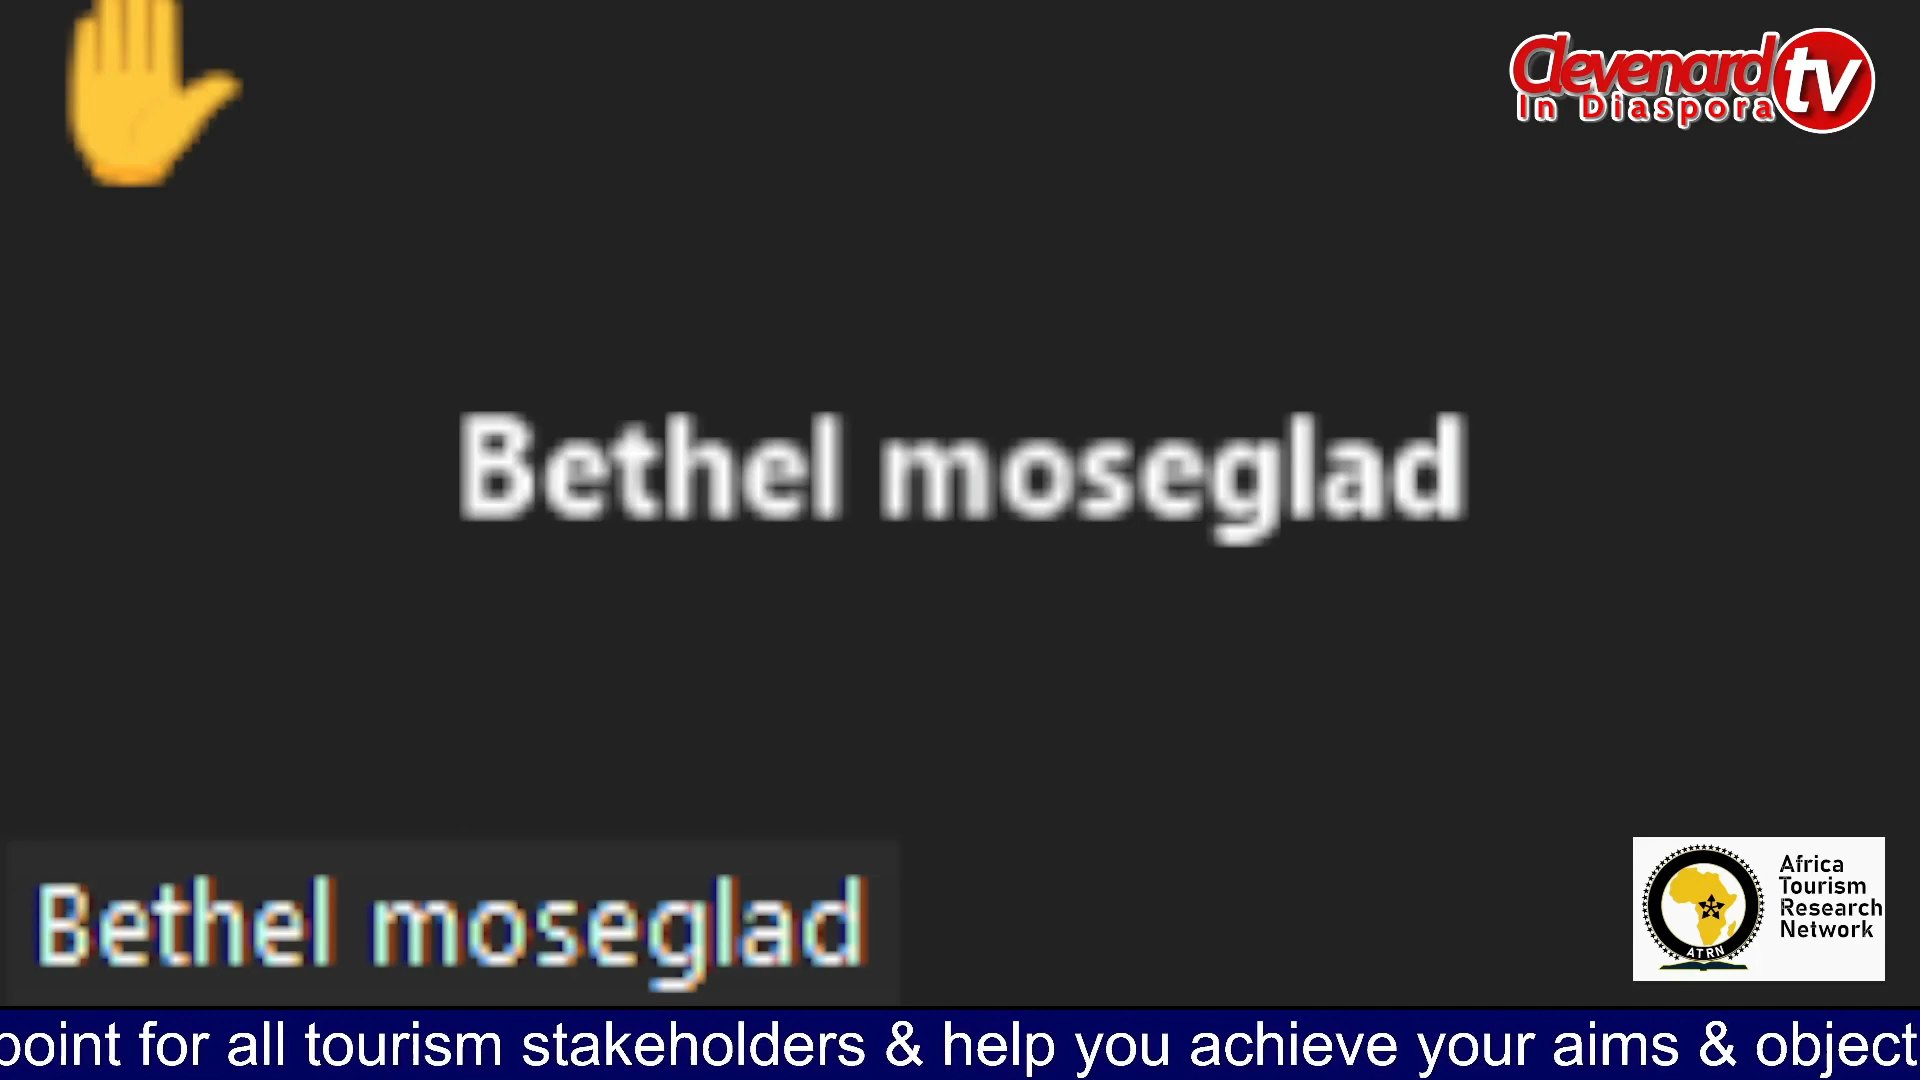 Clevenard tv
In Diaspora
Bethel moseglad
Bethel moseglad
Africa
Tourism
Research
Network
ATRN
point for all tourism stakeholders & help you achieve your aims & object